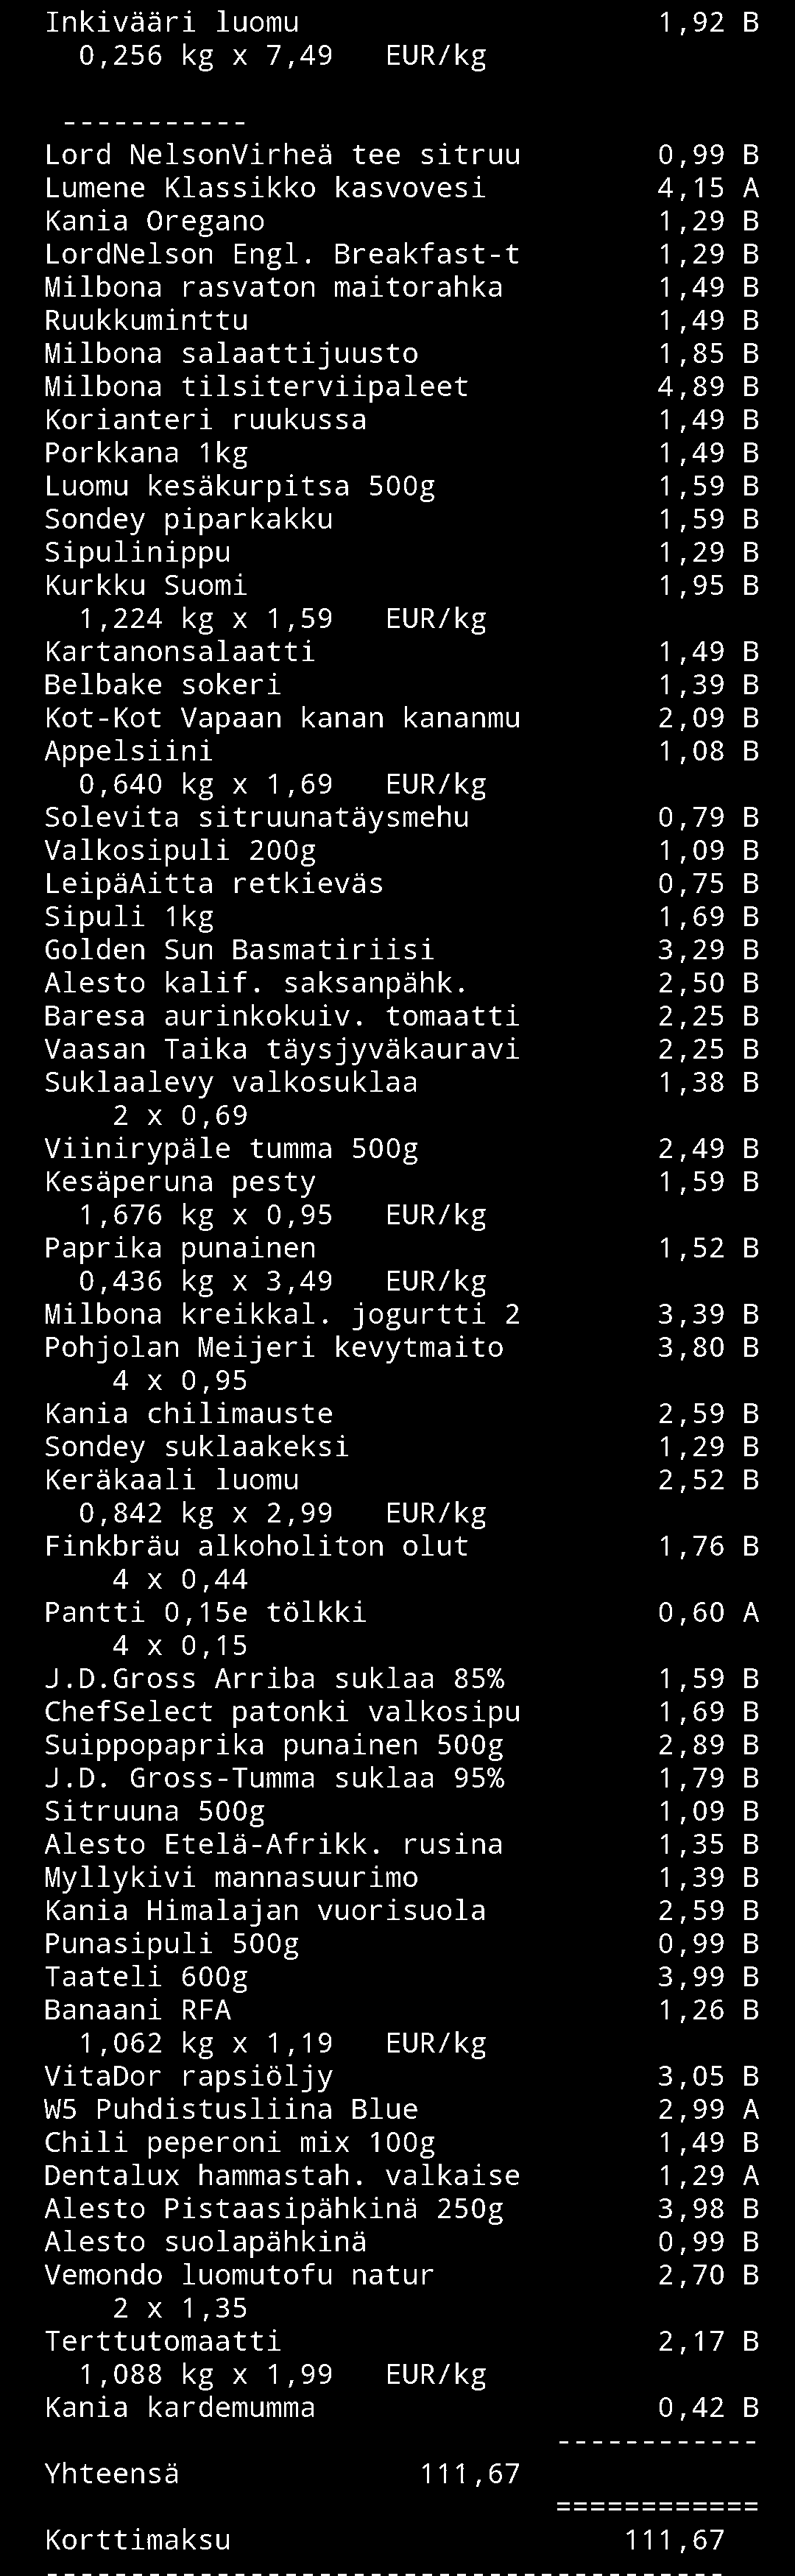 Inkivääri luomu 1,92 B
0,256 kg x 7,49 EUR/kg
-----------
Lord NelsonVirheä tee sitruu 0,99 B
Lumene Klassikko kasvovesi 4,15 A
Kania Oregano 1,29 B
LordNelson Engl. Breakfast-t 1,29 B
Milbona rasvaton maitorahka 1,49 B
Ruukkuminttu 1,49 B
Milbona salaattijuusto 1,85 B
Milbona tilsiterviipaleet 4,89 B
Korianteri ruukussa 1,49 B
Porkkana 1kg 1,49 B
Luomu kesäkurpitsa 500g 1,59 B
Sondey piparkakku 1,59 B
Sipulinippu 1,29 B
Kurkku Suomi 1,95 B
1,224 kg x 1,59 EUR/kg
Kartanonsalaatti 1,49 B
Belbake sokeri 1,39 B
Kot-Kot Vapaan kanan kananmu 2,09 B
Appelsiini 1,08 B
0,640 kg x 1,69 EUR/kg
Solevita sitruunatäysmehu 0,79 B
Valkosipuli 200g 1,09 B
LeipäAitta retkieväs 0,75 B
Sipuli 1kg 1,69 B
Golden Sun Basmatiriisi 3,29 B
Alesto kalif. saksanpähk. 2,50 B
Baresa aurinkokuiv. tomaatti 2,25 B
Vaasan Taika täysjyväkauravi 2,25 B
Suklaalevy valkosuklaa 1,38 B
2 x 0,69
Viinirypäle tumma 500g 2,49 B
Kesäperuna pesty 1,59 B
1,676 kg x 0,95 EUR/kg
Paprika punainen 1,52 B
0,436 kg x 3,49 EUR/kg
Milbona kreikkal. jogurtti 2 3,39 B
Pohjolan Meijeri kevytmaito 3,80 B
4 x 0,95
Kania chilimauste 2,59 B
Sondey suklaakeksi 1,29 B
Keräkaali luomu 2,52 B
0,842 kg x 2,99 EUR/kg
Finkbräu alkoholiton olut 1,76 B
4 x 0,44
Pantti 0,15e tölkki 0,60 A
4 x 0,15
J.D.Gross Arriba suklaa 85% 1,59 B
ChefSelect patonki valkosipu 1,69 B
Suippopaprika punainen 500g 2,89 B
J.D. Gross-Tumma suklaa 95% 1,79 B
Sitruuna 500g 1,09 B
Alesto Etelä-Afrikk. rusina 1,35 B
Myllykivi mannasuurimo 1,39 B
Kania Himalajan vuorisuola 2,59 B
Punasipuli 500g 0,99 B
Taateli 600g 3,99 B
Banaani RFA 1,26 B
1,062 kg x 1,19 EUR/kg
VitaDor rapsiöljy 3,05 B
W5 Puhdistusliina Blue 2,99 A
Chili peperoni mix 100g 1,49 B
Dentalux hammastah. valkaise 1,29 A
Alesto Pistaasipähkinä 250g 3,98 B
Alesto suolapähkinä 0,99 B
Vemondo luomutofu natur 2,70 B
2 x 1,35
Terttutomaatti 2,17 B
1,088 kg x 1,99 EUR/kg
Kania kardemumma 0,42 B
------------
Yhteensä 111,67
============
Korttimaksu 111,67
----------------------------------------